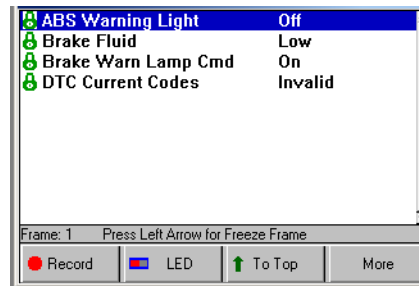 ABS Warning Light Off
Brake Fluid Low
Brake Warn Lamp Cmd On
DTC Current Codes Invalid
Frame: 1 Press Left Arrow for Freeze Frame
Record LED To Top More